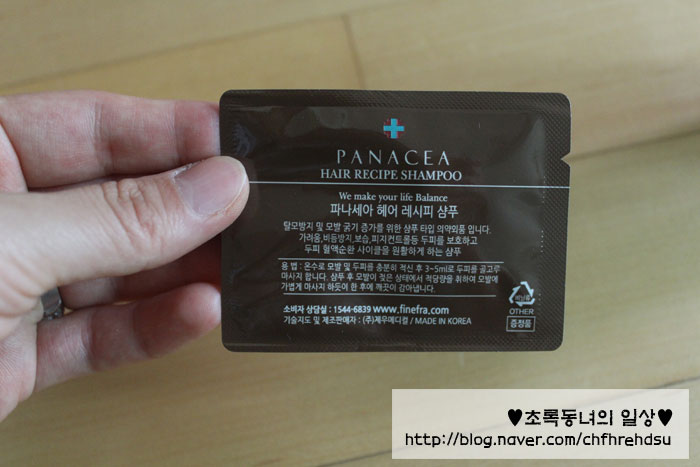 PANACEA
HAIR RECIPE SHAMPOO
We make your life Balance
파나세아 헤어 레시피 샴푸
탈모방지 및 모발 굵기 증가를 위한 샴푸 타입 의약외품 입니다.
가려움,비듬방지,보습,피지컨트롤등 두피를 보호하고
두피 혈액순환 사이클을 원활하게 하는 샴푸
용 법 : 온수로 모발 및 두피를 충분히 적신 후 3~5ml로 두피를 골고루
마사지 합니다. 샴푸 후 모발이 젖은 상태에서 적당량을 취하여 모발에
가볍게 마사지 하듯이 한 후에 깨끗이 감아냅니다.
소비자 상담실 : 1544-6839 www.finefra.com
기술지도 및 제조판매자 : (주)제우메디컬 / MADE IN KOREA
비닐류
OTHER
증정품
♥초록동녀의 일상♥
http://blog.naver.com/chfhrehdsu